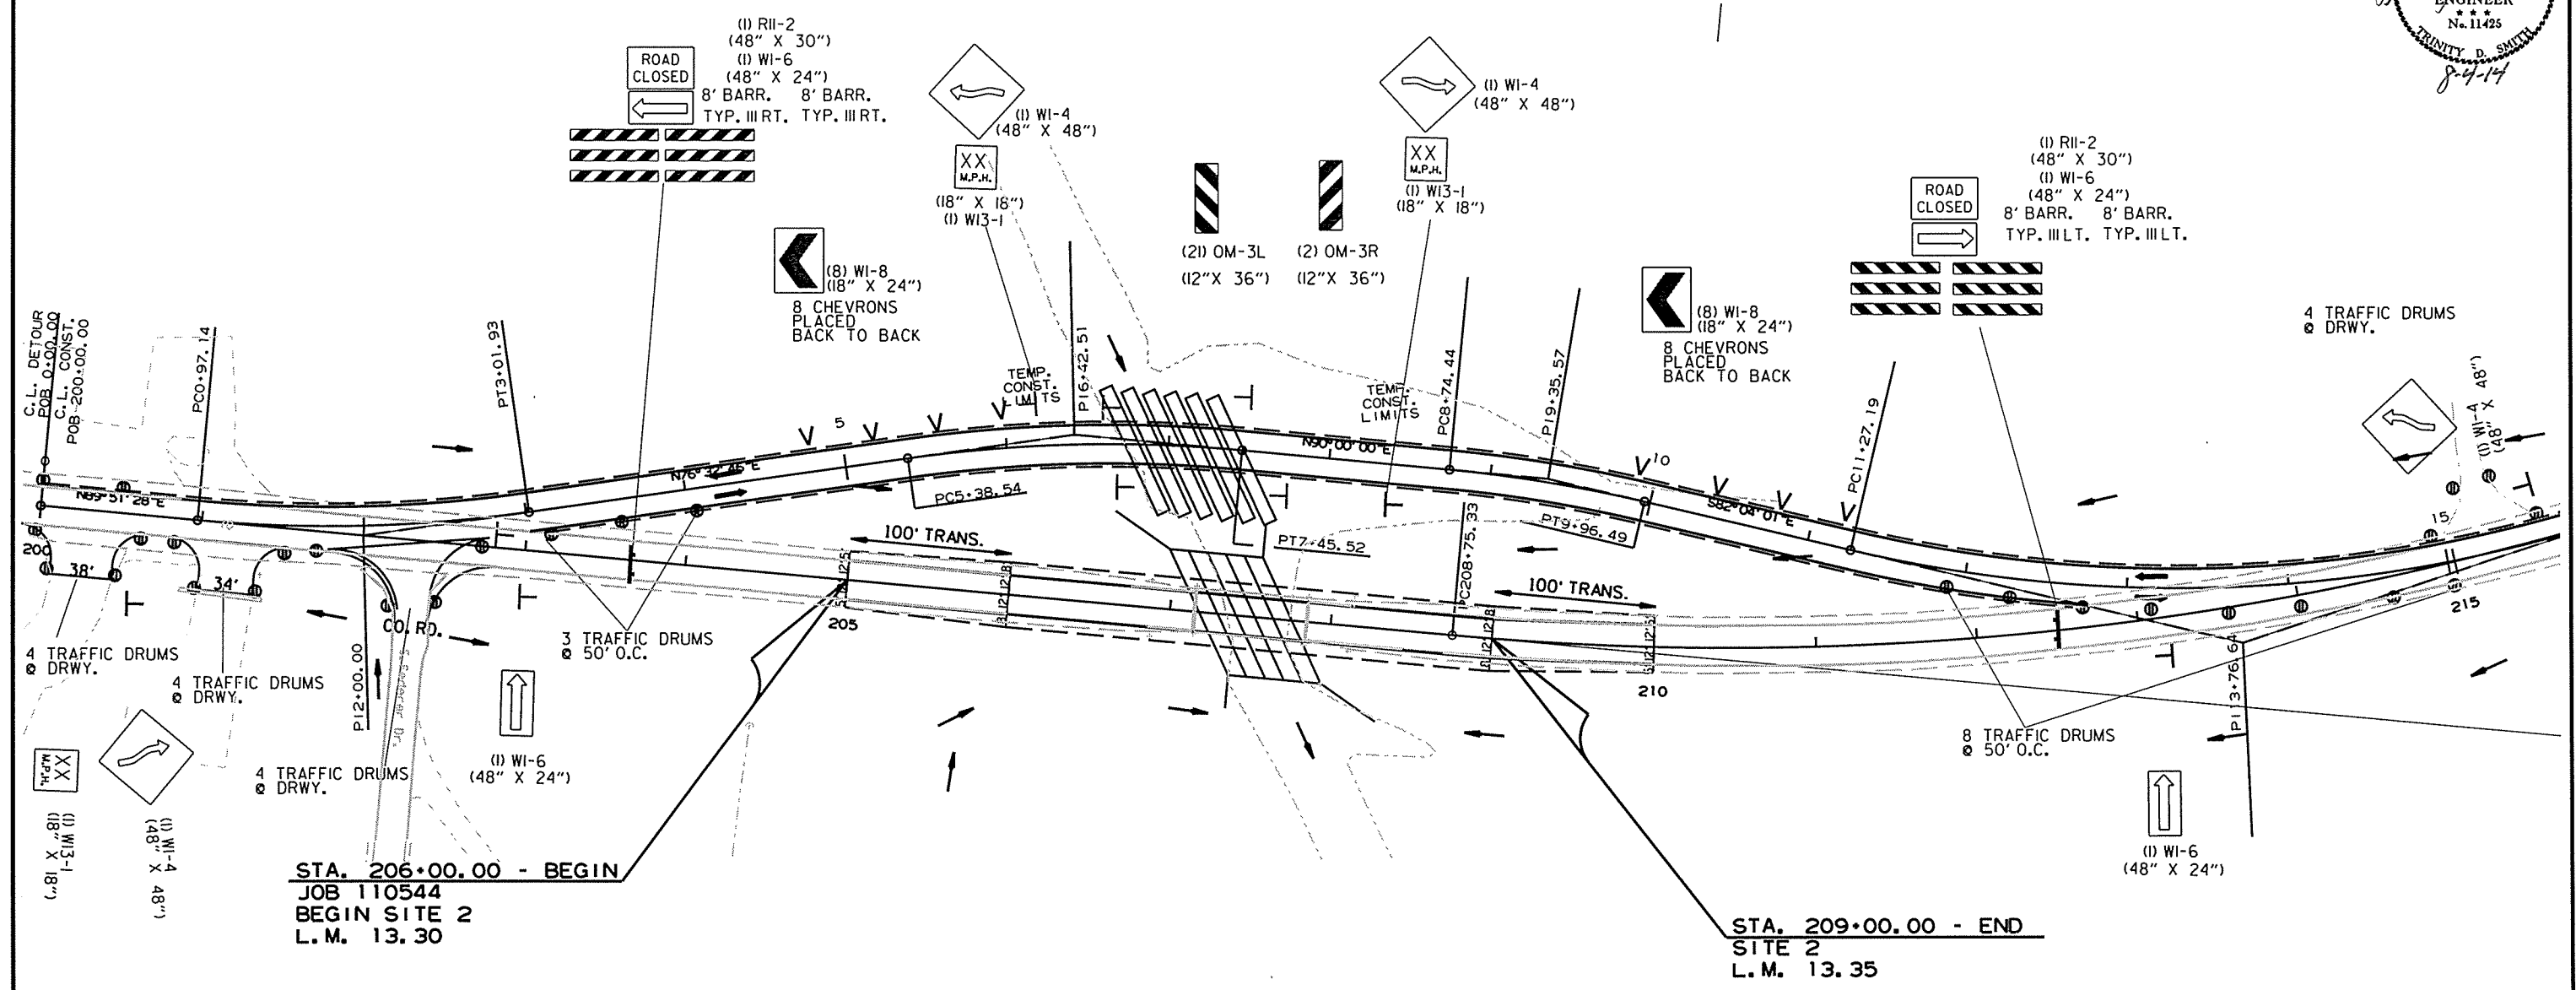 ENGINEER
★ ★ ★
No. 11425
TRINITY D. SMITH
8-4-14
(1) R11-2
(48" X 30")
(1) W1-6
(48" X 24")
8' BARR. 8' BARR.
TYP. III RT. TYP. III RT.
ROAD
CLOSED
(1) W1-4
(48" X 48")
XX
M.P.H.
(18" X 18")
(1) W13-1
(1) W1-4
(48" X 48")
XX
M.P.H.
(1) W13-1
(18" X 18")
(21) OM-3L
(12"X 36")
(2) OM-3R
(12"X 36")
(1) R11-2
(48" X 30")
(1) W1-6
(48" X 24")
8' BARR. 8' BARR.
TYP. III LT. TYP. III LT.
ROAD
CLOSED
(8) W1-8
(18" X 24")
8 CHEVRONS
PLACED
BACK TO BACK
(8) W1-8
(18" X 24")
8 CHEVRONS
PLACED
BACK TO BACK
4 TRAFFIC DRUMS
@ DRWY.
(1) W1-4
(48" X 48")
C.L. DETOUR
POB 0+00.00
C.L. CONST.
POB 200+00.00
PC0+97.14
PT3+01.93
PI6+42.51
PC8+74.44
PI9+35.57
PC11+27.19
TEMP.
CONST.
LIMITS
TEMP.
CONST.
LIMITS
5
10
15
N89°51'28"E
N76°32'46"E
N90°00'00"E
S82°04'01"E
PC5+38.54
PT7+45.52
PT9+96.49
PC208+75.33
200
205
210
215
38'
34'
100' TRANS.
100' TRANS.
CO. RD.
PI2+00.00
PI13+76.64
3 TRAFFIC DRUMS
@ 50' O.C.
4 TRAFFIC DRUMS
@ DRWY.
4 TRAFFIC DRUMS
@ DRWY.
4 TRAFFIC DRUMS
@ DRWY.
8 TRAFFIC DRUMS
@ 50' O.C.
XX
M.P.H.
(1) W13-1
(18" X 18")
(1) W1-4
(48" X 48")
(1) W1-6
(48" X 24")
(1) W1-6
(48" X 24")
STA. 206+00.00 - BEGIN
JOB 110544
BEGIN SITE 2
L.M. 13.30
STA. 209+00.00 - END
SITE 2
L.M. 13.35